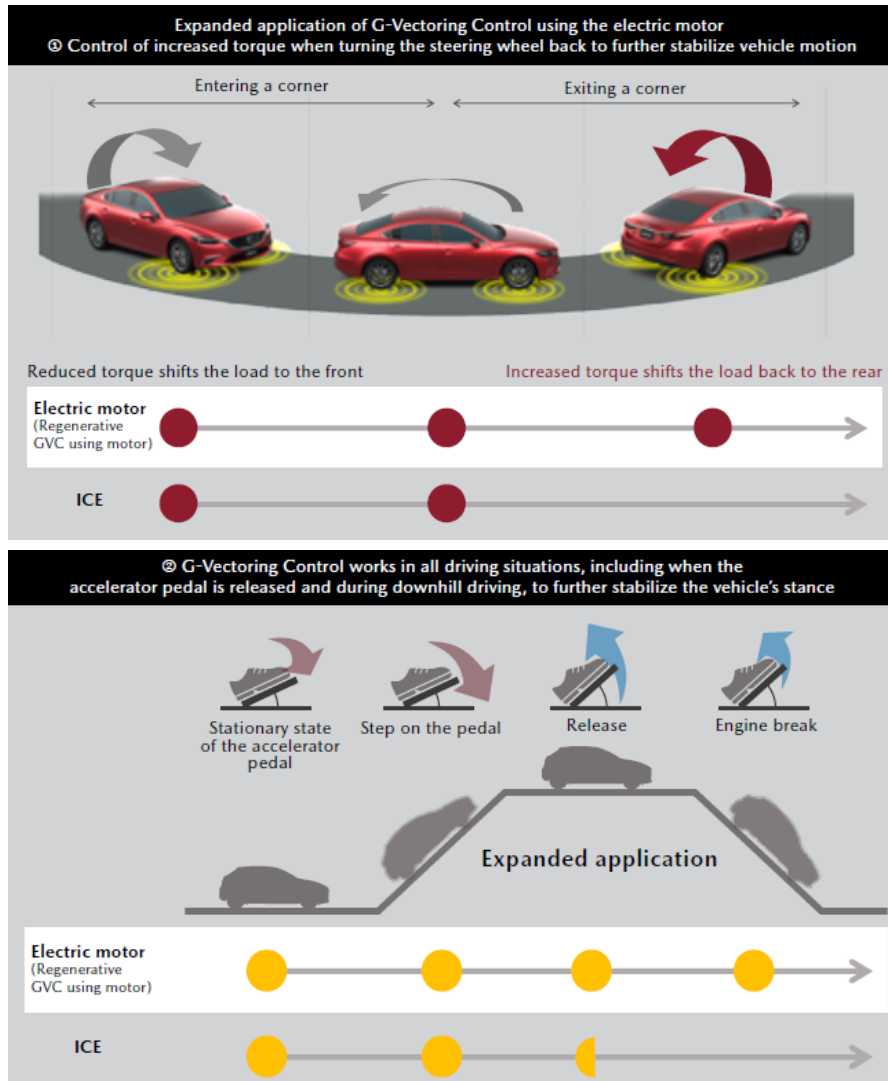 Expanded application of G-Vectoring Control using the electric motor
① Control of increased torque when turning the steering wheel back to further stabilize vehicle motion
Entering a corner
Exiting a corner
Reduced torque shifts the load to the front
Increased torque shifts the load back to the rear
Electric motor
(Regenerative
GVC using motor)
ICE
② G-Vectoring Control works in all driving situations, including when the
accelerator pedal is released and during downhill driving, to further stabilize the vehicle’s stance
Stationary state
of the accelerator
pedal
Step on the pedal
Release
Engine break
Expanded application
Electric motor
(Regenerative
GVC using motor)
ICE